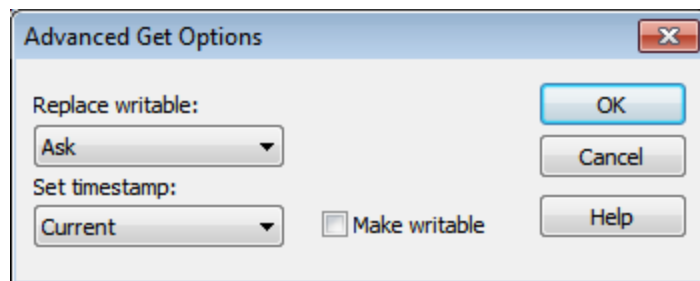 Advanced Get Options
Replace writable:
OK
Ask
Cancel
Set timestamp:
Current
Make writable
Help